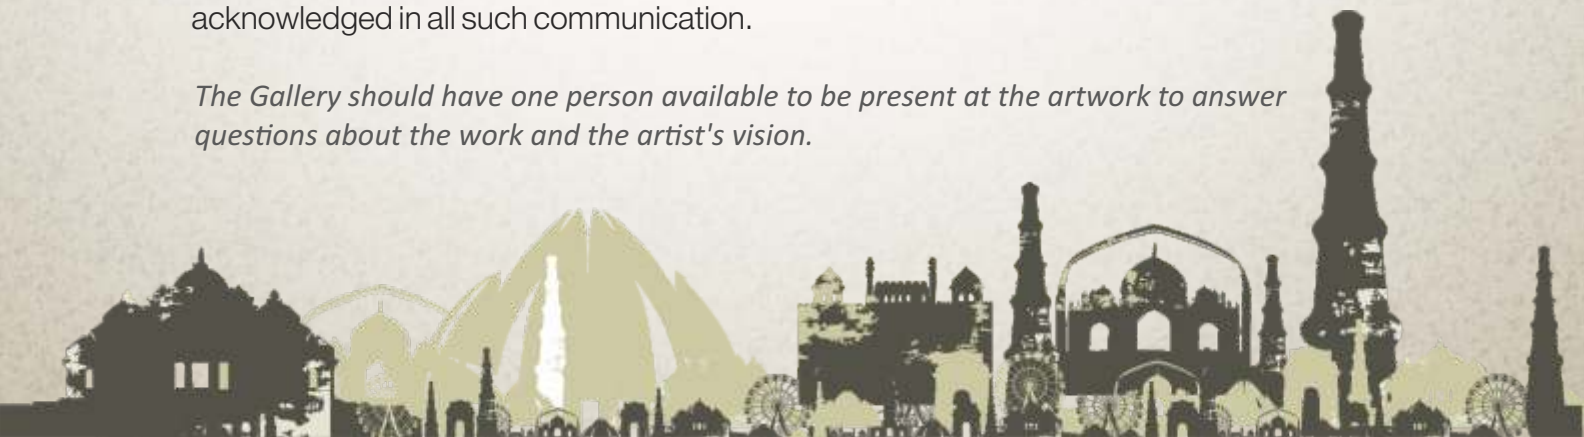 acknowledged in all such communication.
The Gallery should have one person available to be present at the artwork to answer
questions about the work and the artist's vision.